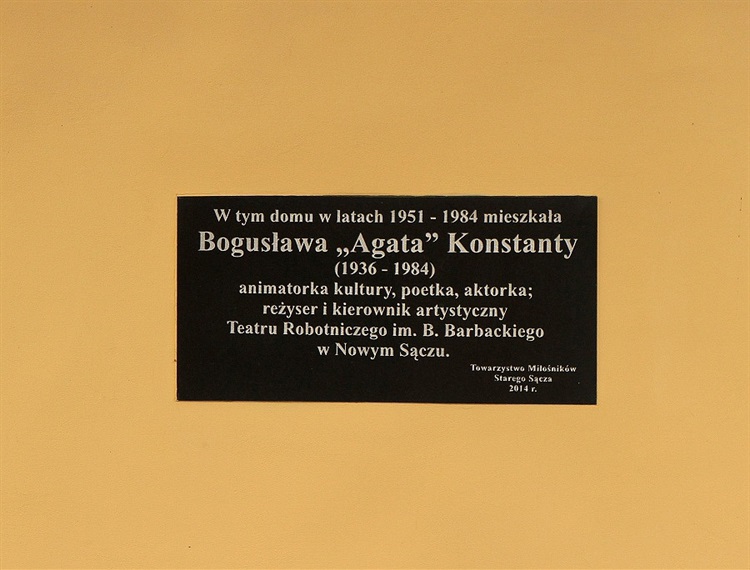 W tym domu w latach 1951 - 1984 mieszkała
Bogusława „Agata” Konstanty
(1936 - 1984)
animatorka kultury, poetka, aktorka;
reżyser i kierownik artystyczny
Teatru Robotniczego im. B. Barbackiego
w Nowym Sączu.
Towarzystwo Miłośników
Starego Sącza
2014 r.